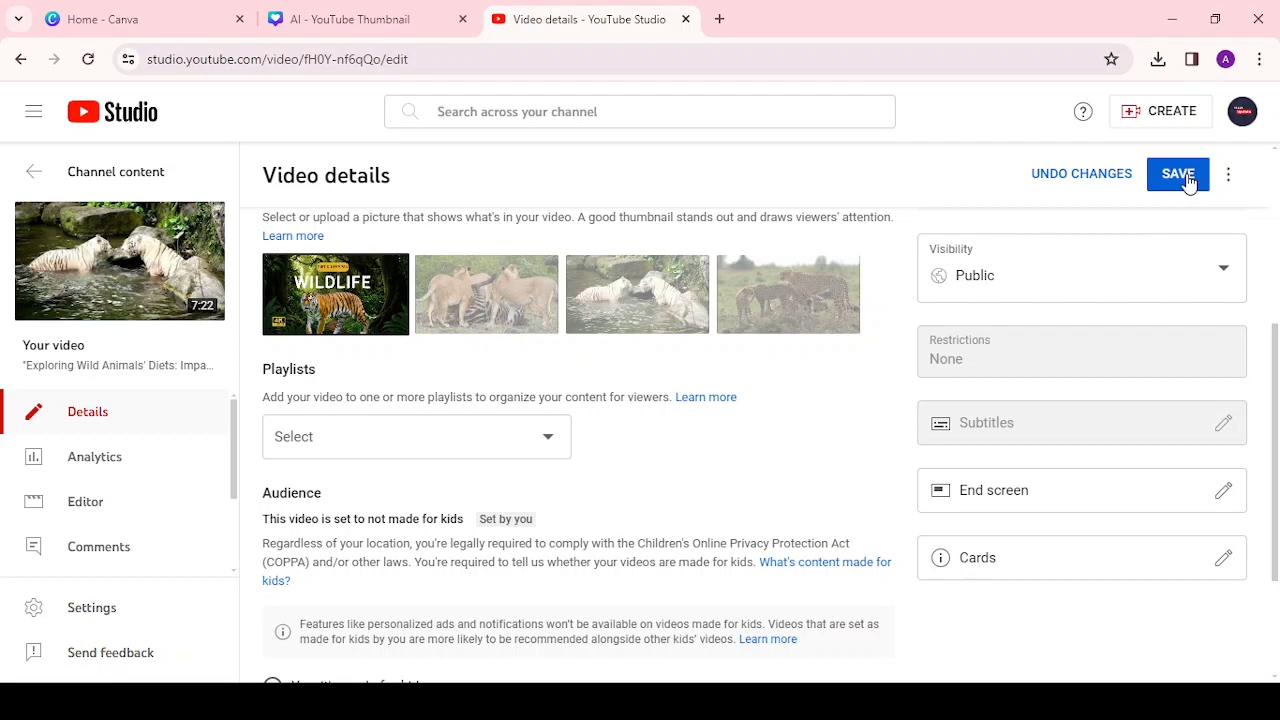 Home - Canva
AI - YouTube Thumbnail
Video details - YouTube Studio
studio.youtube.com/video/fH0Y-nf6qQo/edit
A
Studio
Search across your channel
CREATE
Channel content
Video details
UNDO CHANGES
SAVE
7:22
Your video
"Exploring Wild Animals' Diets: Impa...
Details
Analytics
Editor
Comments
Settings
Send feedback
Select or upload a picture that shows what's in your video. A good thumbnail stands out and draws viewers' attention.
Learn more
WILDLIFE
4K
Playlists
Add your video to one or more playlists to organize your content for viewers. Learn more
Select
Audience
This video is set to not made for kids Set by you
Regardless of your location, you're legally required to comply with the Children's Online Privacy Protection Act
(COPPA) and/or other laws. You're required to tell us whether your videos are made for kids. What's content made for
kids?
Features like personalized ads and notifications won't be available on videos made for kids. Videos that are set as
made for kids by you are more likely to be recommended alongside other kids' videos. Learn more
Visibility
Public
Restrictions
None
Subtitles
End screen
Cards